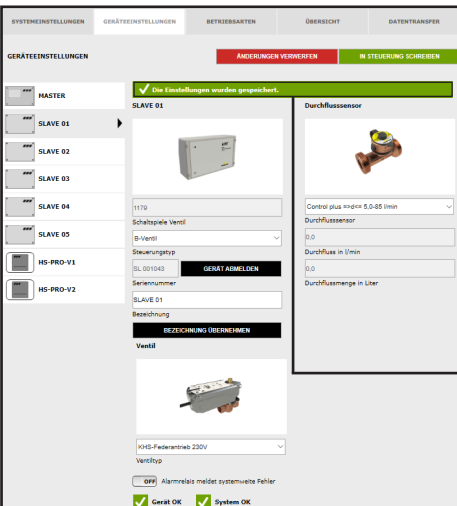 SYSTEMEINSTELLUNGEN GERÄTEEINSTELLUNGEN BETRIEBSARTEN ÜBERSICHT DATENTRANSFER
GERÄTEEINSTELLUNGEN
ÄNDERUNGEN VERWERFEN IN STEUERUNG SCHREIBEN
MASTER
SLAVE 01
SLAVE 02
SLAVE 03
SLAVE 04
SLAVE 05
HS-PRO-V1
HS-PRO-V2
Die Einstellungen wurden gespeichert.
SLAVE 01
1179
Schaltspiele Ventil
B-Ventil
Steuerungstyp
SL 001043 GERÄT ABMELDEN
Seriennummer
SLAVE 01
Bezeichnung
BEZEICHNUNG ÜBERNEHMEN
Ventil
KHS-Federantrieb 230V
Ventiltyp
OFF Alarmrelais meldet systemweite Fehler
Gerät OK System OK
Durchflusssensor
Control plus =>d<= 5,0-85 l/min
Durchflusssensor
0,0
Durchfluss in l/min
0,0
Durchflussmenge in Liter